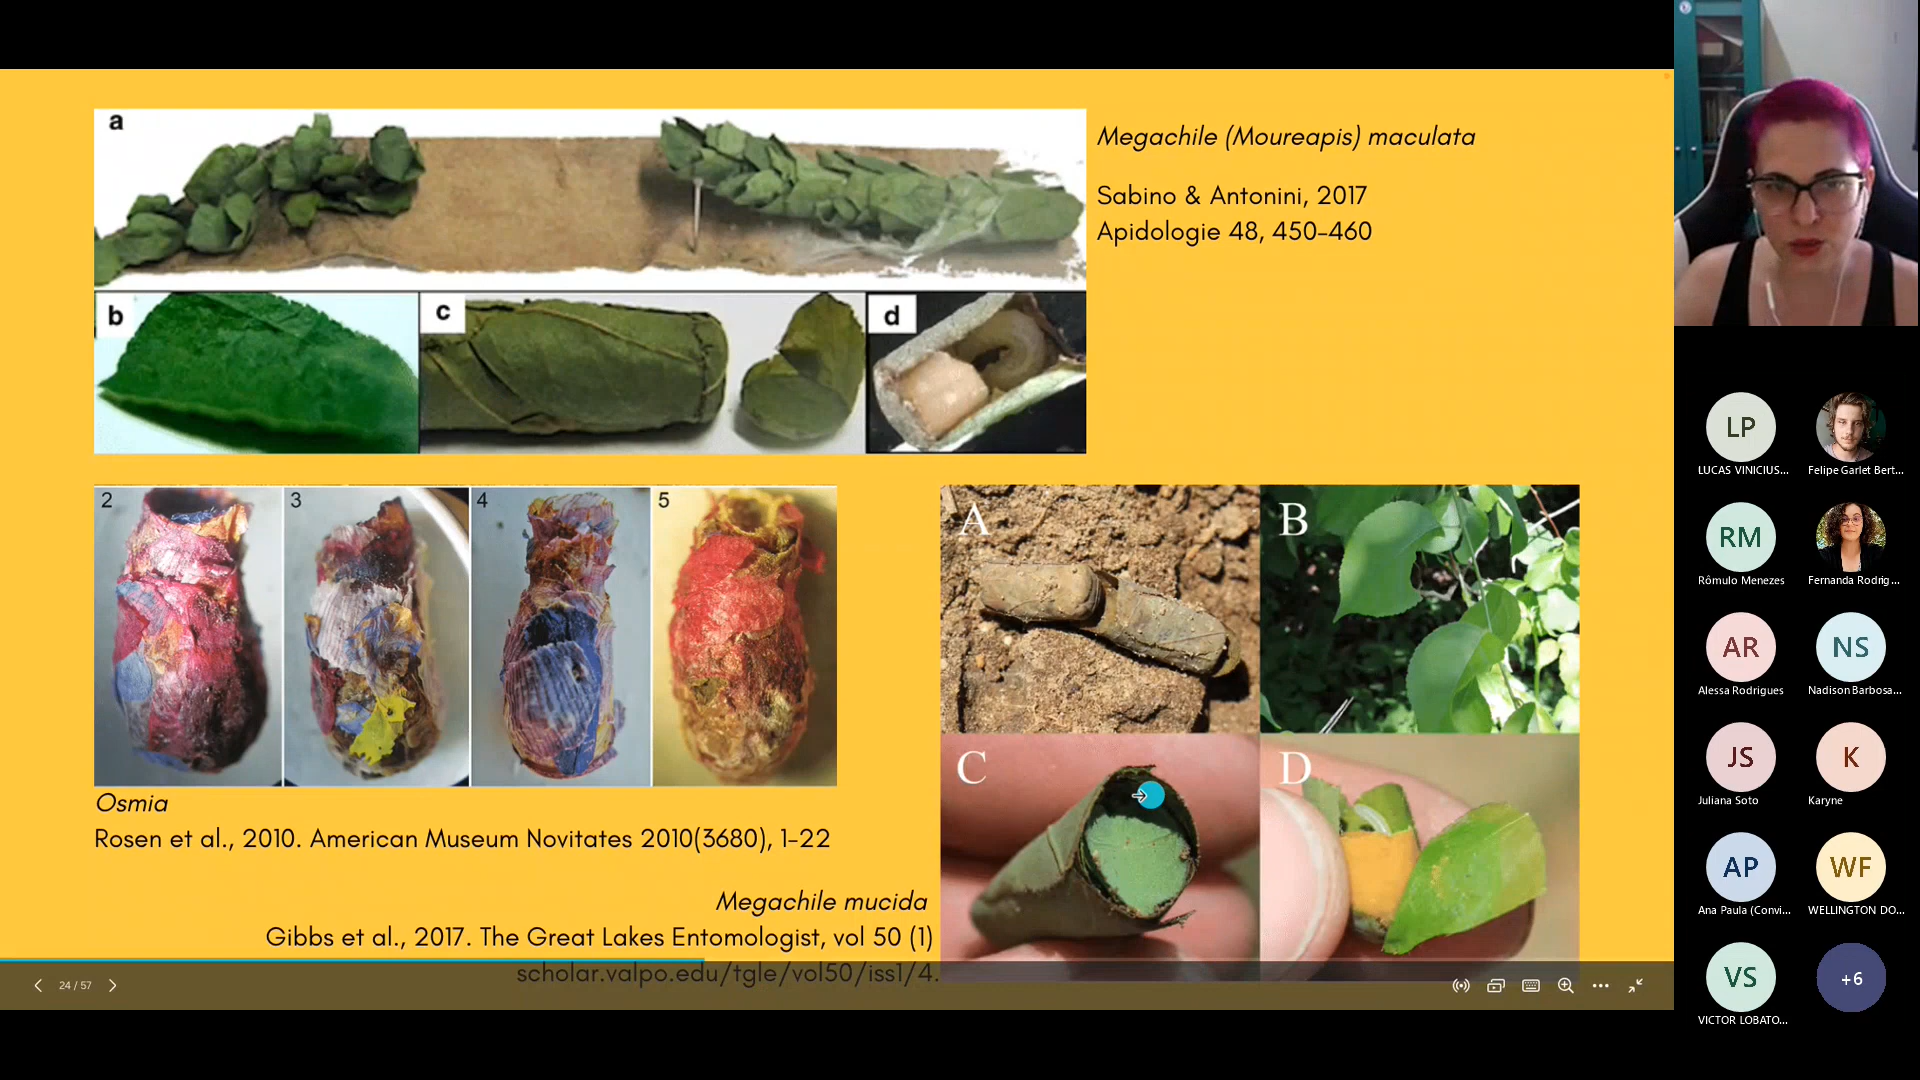 a
Megachile (Moureapis) maculata
Sabino & Antonini, 2017
Apidologie 48, 450-460
b
c
d
2
3
4
5
A
B
C
D
Osmia
Rosen et al., 2010. American Museum Novitates 2010(3680), 1-22
Megachile mucida
Gibbs et al., 2017. The Great Lakes Entomologist, vol 50 (1)
scholar.valpo.edu/tgle/vol50/iss1/4.
24 / 57
LP
LUCAS VINICIUS...
Felipe Garlet Bert...
RM
Rômulo Menezes
Fernanda Rodrig...
AR
Alessa Rodrigues
NS
Nadison Barbosa...
JS
Juliana Soto
K
Karyne
AP
Ana Paula (Convi...
WF
WELLINGTON DO...
VS
VICTOR LOBATO...
+6